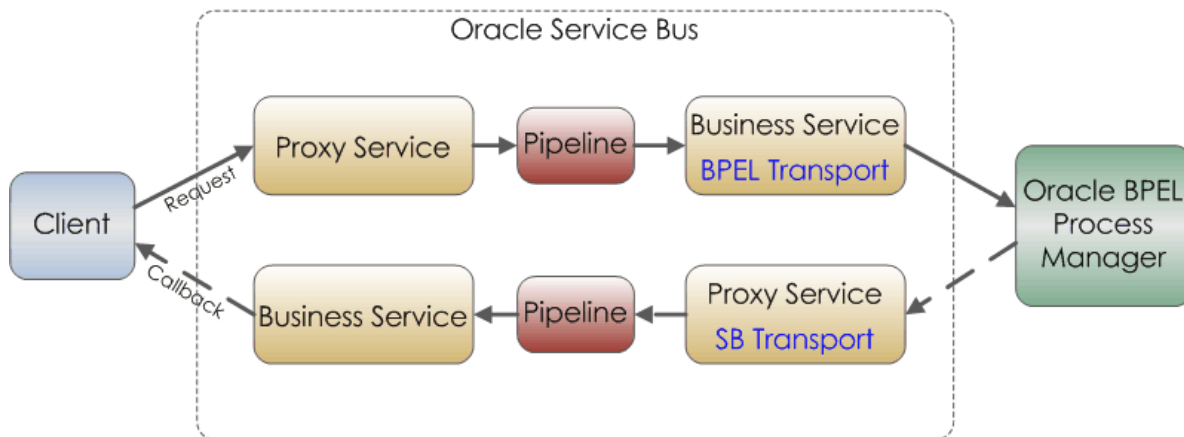 Oracle Service Bus
Proxy Service
Pipeline
Business Service
BPEL Transport
Request
Client
Oracle BPEL
Process
Manager
Callback
Business Service
Pipeline
Proxy Service
SB Transport